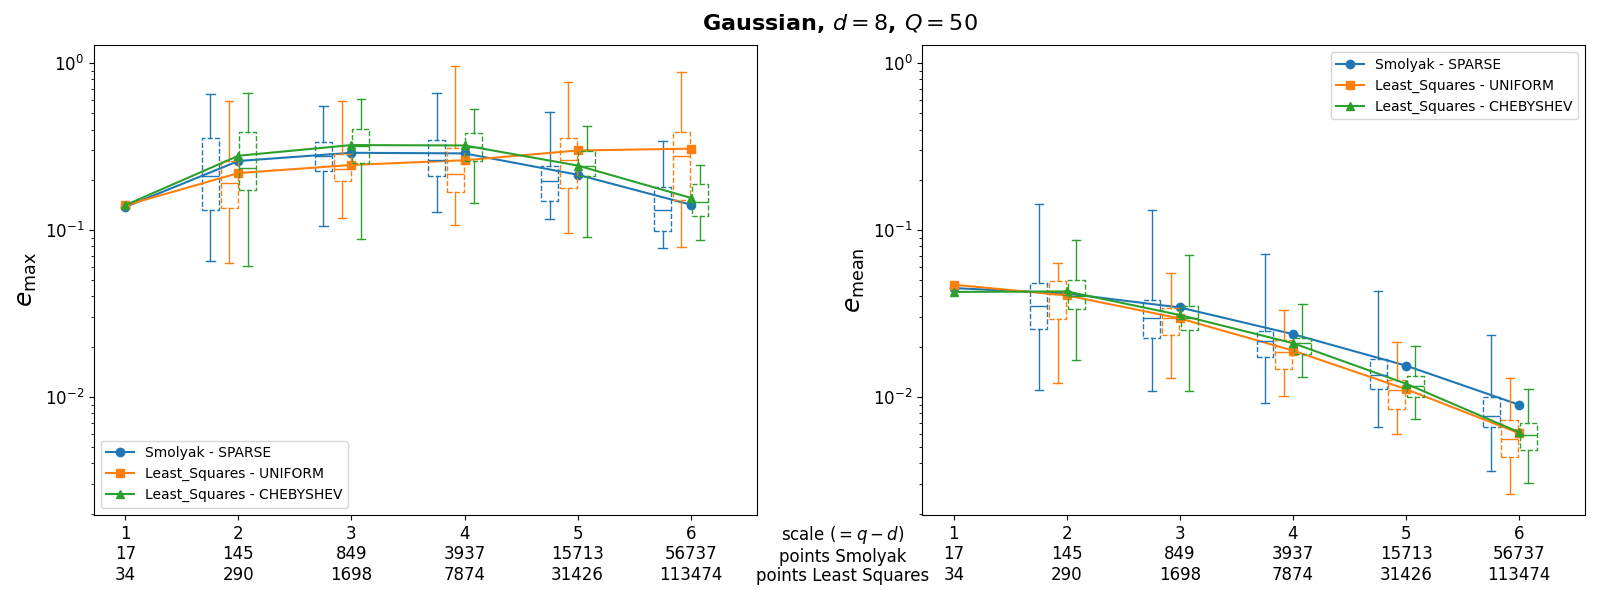 Gaussian, d = 8, Q = 50
10⁰
10⁻¹
10⁻²
e_max
Smolyak - SPARSE
Least_Squares - UNIFORM
Least_Squares - CHEBYSHEV
1 2 3 4 5 6
17 145 849 3937 15713 56737
34 290 1698 7874 31426 113474
scale (= q − d)
points Smolyak
points Least Squares
10⁰
10⁻¹
10⁻²
e_mean
Smolyak - SPARSE
Least_Squares - UNIFORM
Least_Squares - CHEBYSHEV
1 2 3 4 5 6
17 145 849 3937 15713 56737
34 290 1698 7874 31426 113474